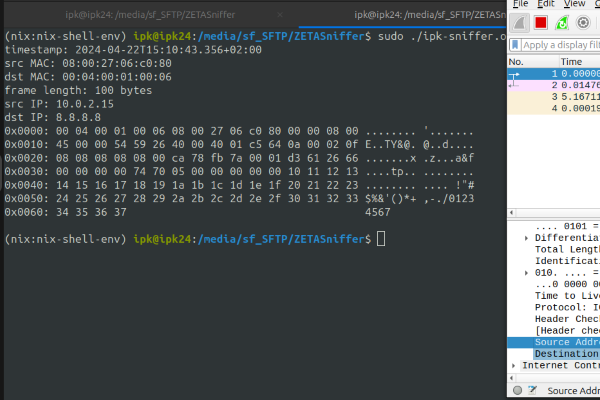 ipk@ipk24: /media/sf_SFTP/ZETASniffer
ipk@ipk24: /media/sf_SFTP/ZETASn
(nix:nix-shell-env) ipk@ipk24:/media/sf_SFTP/ZETASniffer$ sudo ./ipk-sniffer.o
timestamp: 2024-04-22T15:10:43.356+02:00
src MAC: 08:00:27:06:c0:80
dst MAC: 00:04:00:01:00:06
frame length: 100 bytes
src IP: 10.0.2.15
dst IP: 8.8.8.8
0x0000: 00 04 00 01 00 06 08 00 27 06 c0 80 00 00 08 00 ........ '.......
0x0010: 45 00 00 54 59 26 40 00 40 01 c5 64 0a 00 02 0f E..TY&@. @..d....
0x0020: 08 08 08 08 08 00 ca 78 fb 7a 00 01 d3 61 26 66 .......x .z...a&f
0x0030: 00 00 00 00 74 70 05 00 00 00 00 00 10 11 12 13 ....tp.. ........
0x0040: 14 15 16 17 18 19 1a 1b 1c 1d 1e 1f 20 21 22 23 ........ .... !"#
0x0050: 24 25 26 27 28 29 2a 2b 2c 2d 2e 2f 30 31 32 33 $%&'()*+ ,-./0123
0x0060: 34 35 36 37 4567
(nix:nix-shell-env) ipk@ipk24:/media/sf_SFTP/ZETASniffer$
File Edit View G
Apply a display filt
No. Time
1 0.00000
2 0.01476
3 5.16711
4 0.00019
.... 0101 =
Differentia
Total Length
Identificati
010. .... =
...0 0000 00
Time to Live
Protocol: I
Header Check
[Header chec
Source Addre
Destination
Internet Contr
Source Addr